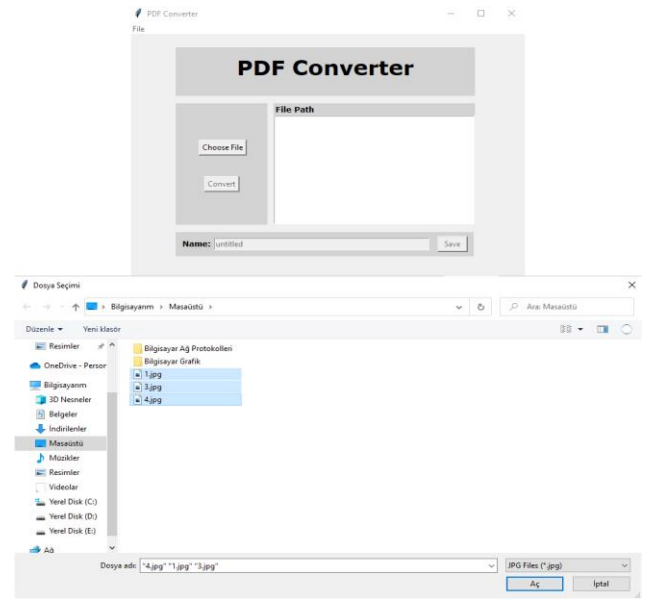 PDF Converter
File
PDF Converter
File Path
Choose File
Convert
Name: untitled Save
Dosya Seçimi
Bilgisayarım > Masaüstü > Ara: Masaüstü
Düzenle Yeni klasör
Resimler
OneDrive - Person
Bilgisayarım
3D Nesneler
Belgeler
İndirilenler
Masaüstü
Müzikler
Resimler
Videolar
Yerel Disk (C:)
Yerel Disk (D:)
Yerel Disk (E:)
Ağ
Bilgisayar Ağ Protokolleri
Bilgisayar Grafik
1.jpg
3.jpg
4.jpg
Dosya adı: "4.jpg" "1.jpg" "3.jpg" JPG Files (*.jpg)
Aç İptal